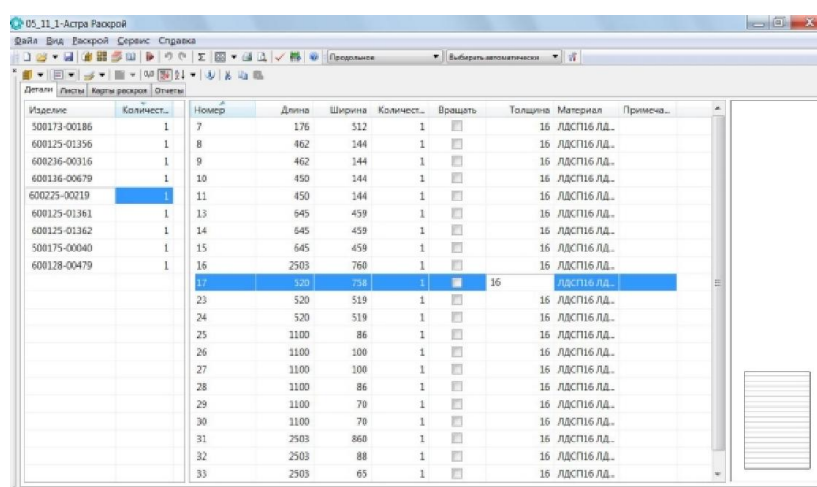 05_11_1-Астра Раскрой
Файл Вид Раскрой Сервис Справка
Продольное Выбирать автоматически
Детали Листы Карты раскроя Отчеты
Изделие Количест... Номер Длина Ширина Количест... Вращать Толщина Материал Примеча...
500173-00186 1 7 176 512 1 16 ЛДСП16 ЛД...
600125-01356 1 8 462 144 1 16 ЛДСП16 ЛД...
600236-00316 1 9 462 144 1 16 ЛДСП16 ЛД...
600136-00679 1 10 450 144 1 16 ЛДСП16 ЛД...
600225-00219 1 11 450 144 1 16 ЛДСП16 ЛД...
600125-01361 1 13 645 459 1 16 ЛДСП16 ЛД...
600125-01362 1 14 645 459 1 16 ЛДСП16 ЛД...
500175-00040 1 15 645 459 1 16 ЛДСП16 ЛД...
600128-00479 1 16 2503 760 1 16 ЛДСП16 ЛД...
17 520 758 1 16 ЛДСП16 ЛД...
23 520 519 1 16 ЛДСП16 ЛД...
24 520 519 1 16 ЛДСП16 ЛД...
25 1100 86 1 16 ЛДСП16 ЛД...
26 1100 100 1 16 ЛДСП16 ЛД...
27 1100 100 1 16 ЛДСП16 ЛД...
28 1100 86 1 16 ЛДСП16 ЛД...
29 1100 70 1 16 ЛДСП16 ЛД...
30 1100 70 1 16 ЛДСП16 ЛД...
31 2503 860 1 16 ЛДСП16 ЛД...
32 2503 88 1 16 ЛДСП16 ЛД...
33 2503 65 1 16 ЛДСП16 ЛД...